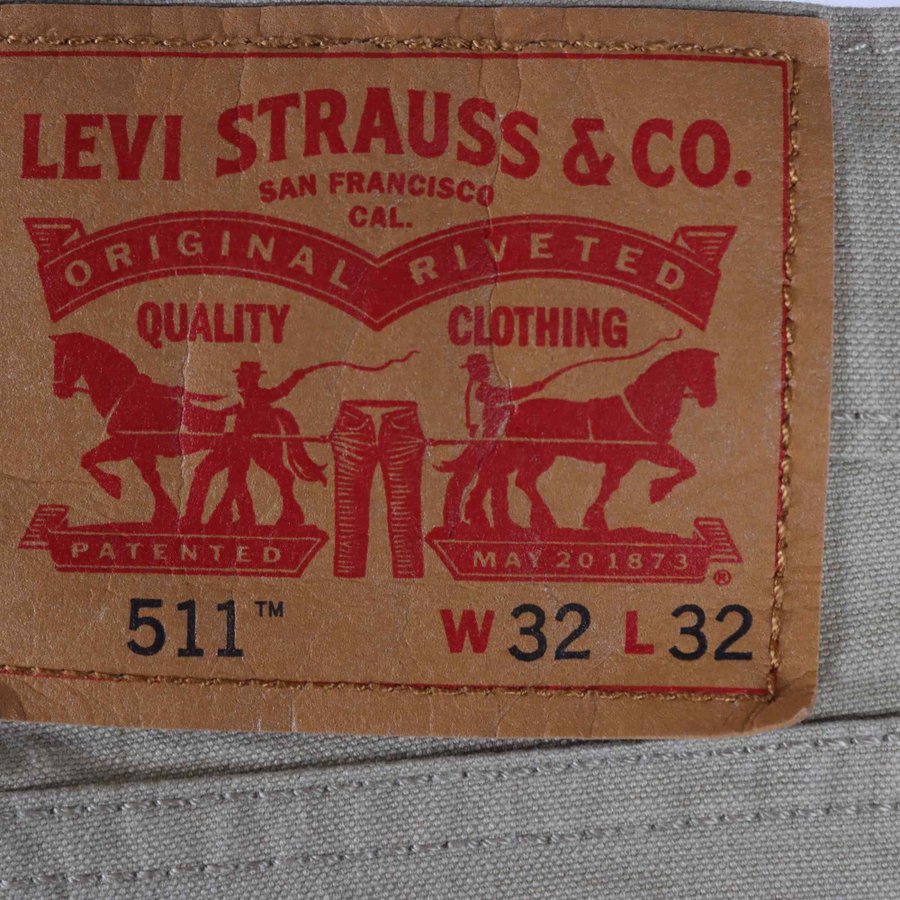 LEVI STRAUSS & CO.
SAN FRANCISCO
CAL.
ORIGINAL RIVETED
QUALITY CLOTHING
PATENTED MAY 20 1873 ®
511™ W 32 L 32